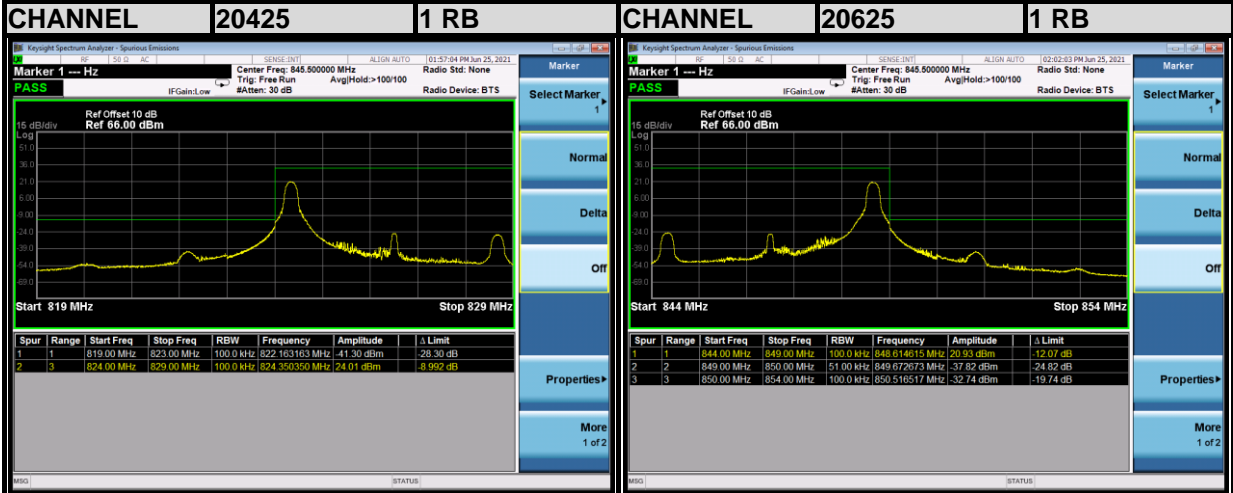 CHANNEL 20425 1 RB
Keysight Spectrum Analyzer - Spurious Emissions
RF 50 Ω AC SENSE:INT ALIGN AUTO 01:57:04 PM Jun 25, 2021
Marker 1 --- Hz
Center Freq: 845.500000 MHz
Radio Std: None
Trig: Free Run Avg|Hold:>100/100
PASS
IFGain:Low
#Atten: 30 dB
Radio Device: BTS
Ref Offset 10 dB
15 dB/div Ref 66.00 dBm
Log
51.0
36.0
21.0
6.00
-9.00
-24.0
-39.0
-54.0
-69.0
Start 819 MHz Stop 829 MHz
Spur Range Start Freq Stop Freq RBW Frequency Amplitude Δ Limit
1 1 819.00 MHz 823.00 MHz 100.0 kHz 822.163163 MHz -41.30 dBm -28.30 dB
2 3 824.00 MHz 829.00 MHz 100.0 kHz 824.350350 MHz 24.01 dBm -8.992 dB
Marker
Select Marker
1
Normal
Delta
Off
Properties
More
1 of 2
MSG STATUS
CHANNEL 20625 1 RB
Keysight Spectrum Analyzer - Spurious Emissions
RF 50 Ω AC SENSE:INT ALIGN AUTO 02:02:03 PM Jun 25, 2021
Marker 1 --- Hz
Center Freq: 845.500000 MHz
Radio Std: None
Trig: Free Run Avg|Hold:>100/100
PASS
IFGain:Low
#Atten: 30 dB
Radio Device: BTS
Ref Offset 10 dB
15 dB/div Ref 66.00 dBm
Log
51.0
36.0
21.0
6.00
-9.00
-24.0
-39.0
-54.0
-69.0
Start 844 MHz Stop 854 MHz
Spur Range Start Freq Stop Freq RBW Frequency Amplitude Δ Limit
1 1 844.00 MHz 849.00 MHz 100.0 kHz 848.614615 MHz 20.93 dBm -12.07 dB
2 2 849.00 MHz 850.00 MHz 51.00 kHz 849.672673 MHz -37.82 dBm -24.82 dB
3 3 850.00 MHz 854.00 MHz 100.0 kHz 850.516517 MHz -32.74 dBm -19.74 dB
Marker
Select Marker
1
Normal
Delta
Off
Properties
More
1 of 2
MSG STATUS